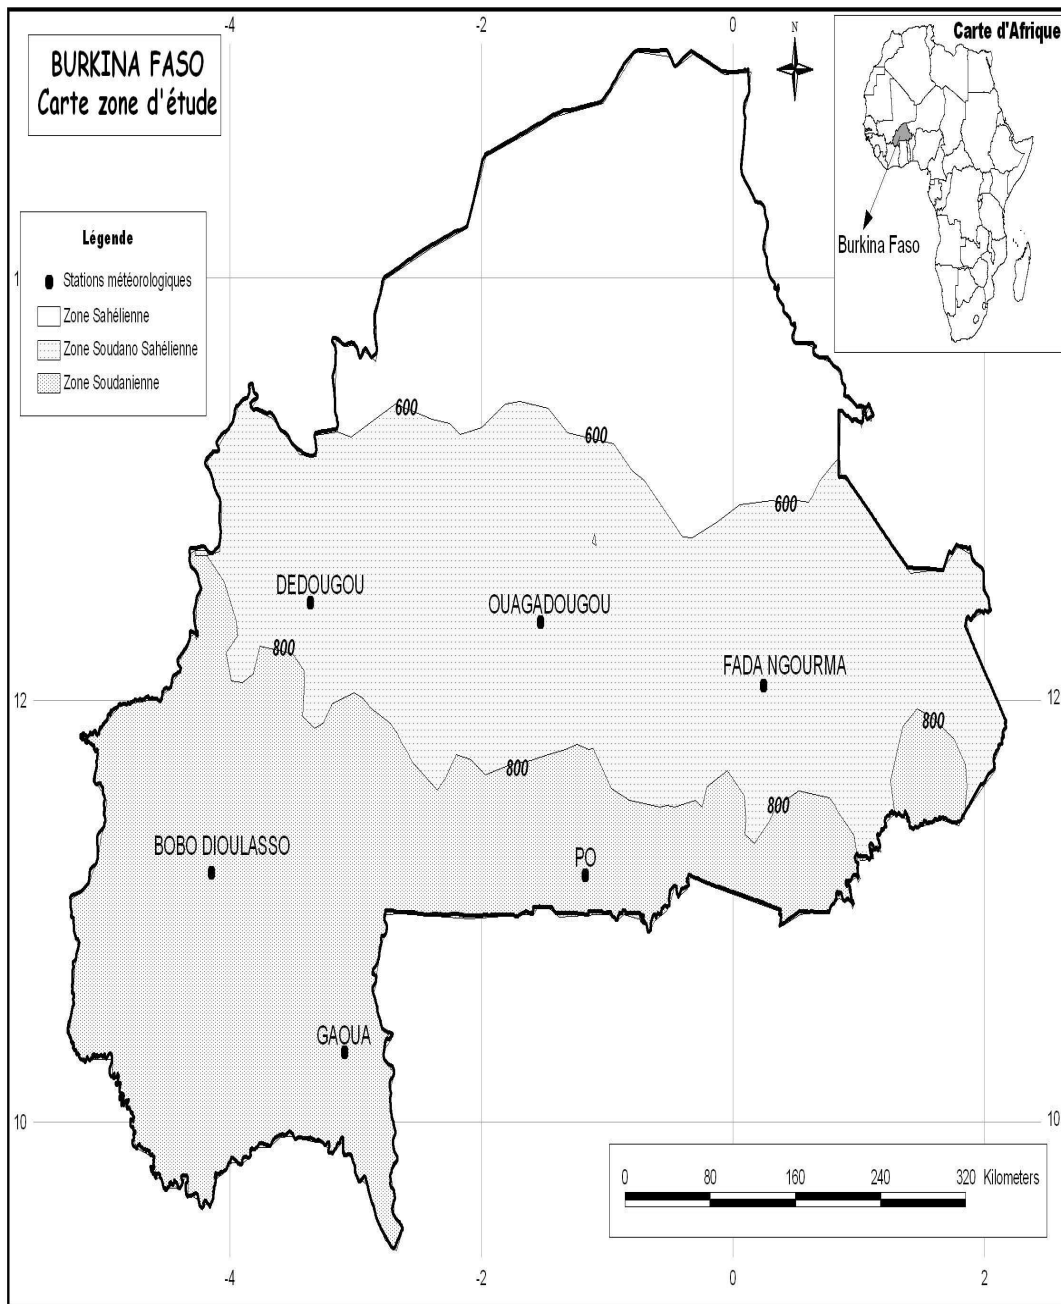 -4
-2
0
BURKINA FASO
Carte zone d'étude
N
Carte d'Afrique
Burkina Faso
Légende
Stations météorologiques
Zone Sahélienne
Zone Soudano Sahélienne
Zone Soudanienne
1
600
600
600
4
DEDOUGOU
OUAGADOUGOU
FADA NGOURMA
800
12
12
800
800
800
BOBO DIOULASSO
PO
GAOUA
10
10
0 80 160 240 320 Kilometers
-4
-2
0
2